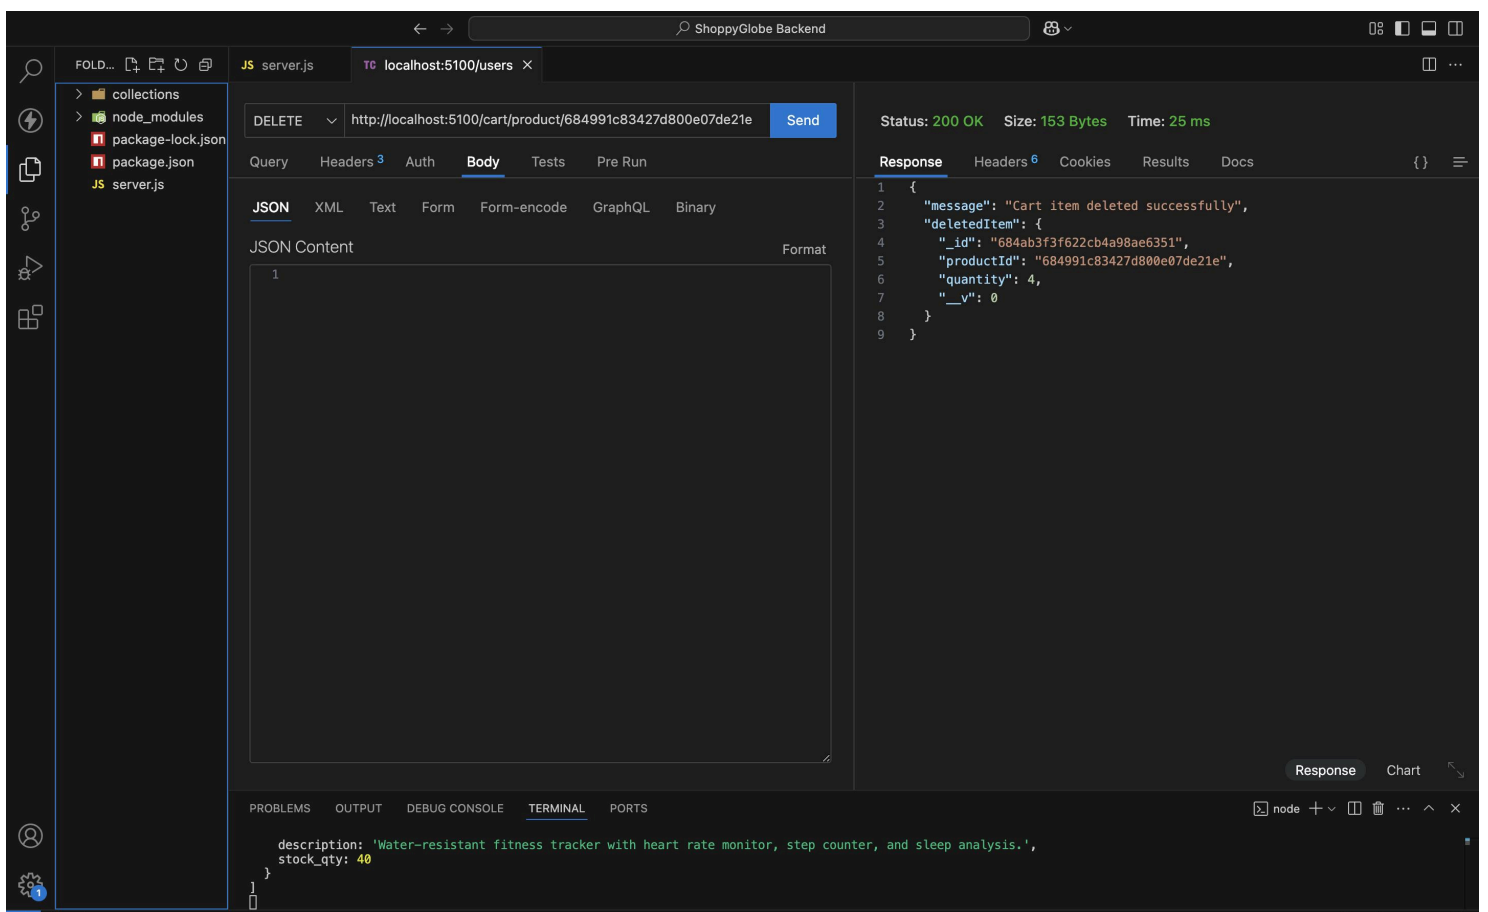 ShoppyGlobe Backend
FOLD...
JS server.js
TC localhost:5100/users
collections
node_modules
package-lock.json
package.json
JS server.js
DELETE http://localhost:5100/cart/product/684991c83427d800e07de21e Send
Query Headers 3 Auth Body Tests Pre Run
JSON XML Text Form Form-encode GraphQL Binary
JSON Content
Format
1
Status: 200 OK Size: 153 Bytes Time: 25 ms
Response Headers 6 Cookies Results Docs { }
1 {
2 "message": "Cart item deleted successfully",
3 "deletedItem": {
4 "_id": "684ab3f3f622cb4a98ae6351",
5 "productId": "684991c83427d800e07de21e",
6 "quantity": 4,
7 "__v": 0
8 }
9 }
Response Chart
PROBLEMS OUTPUT DEBUG CONSOLE TERMINAL PORTS
node
description: 'Water-resistant fitness tracker with heart rate monitor, step counter, and sleep analysis.',
stock_qty: 40
}
]
1